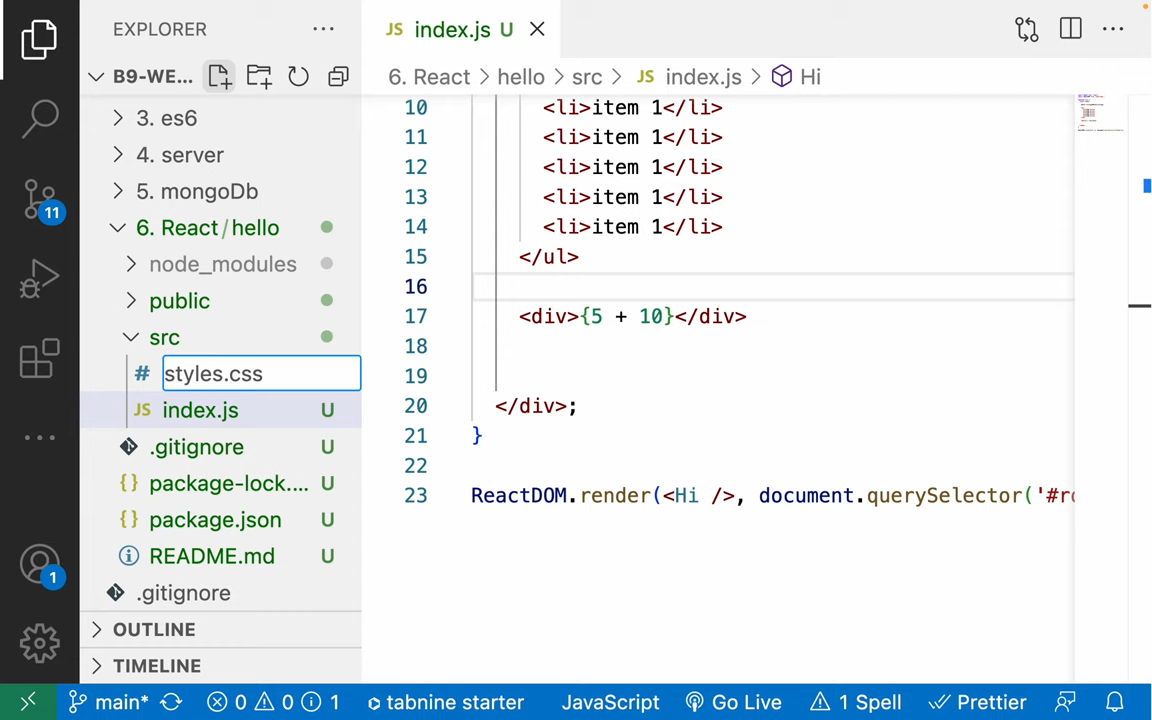 EXPLORER
B9-WE...
3. es6
4. server
5. mongoDb
6. React/hello
node_modules
public
src
# styles.css
JS index.js U
.gitignore U
{} package-lock.... U
{} package.json U
README.md U
.gitignore
OUTLINE
TIMELINE
11
1
JS index.js U
6. React > hello > src > JS index.js > Hi
10 <li>item 1</li>
11 <li>item 1</li>
12 <li>item 1</li>
13 <li>item 1</li>
14 <li>item 1</li>
15 </ul>
16
17 <div>{5 + 10}</div>
18
19
20 </div>;
21 }
22
23 ReactDOM.render(<Hi />, document.querySelector('#ro
main* 0 0 1 tabnine starter JavaScript Go Live 1 Spell Prettier